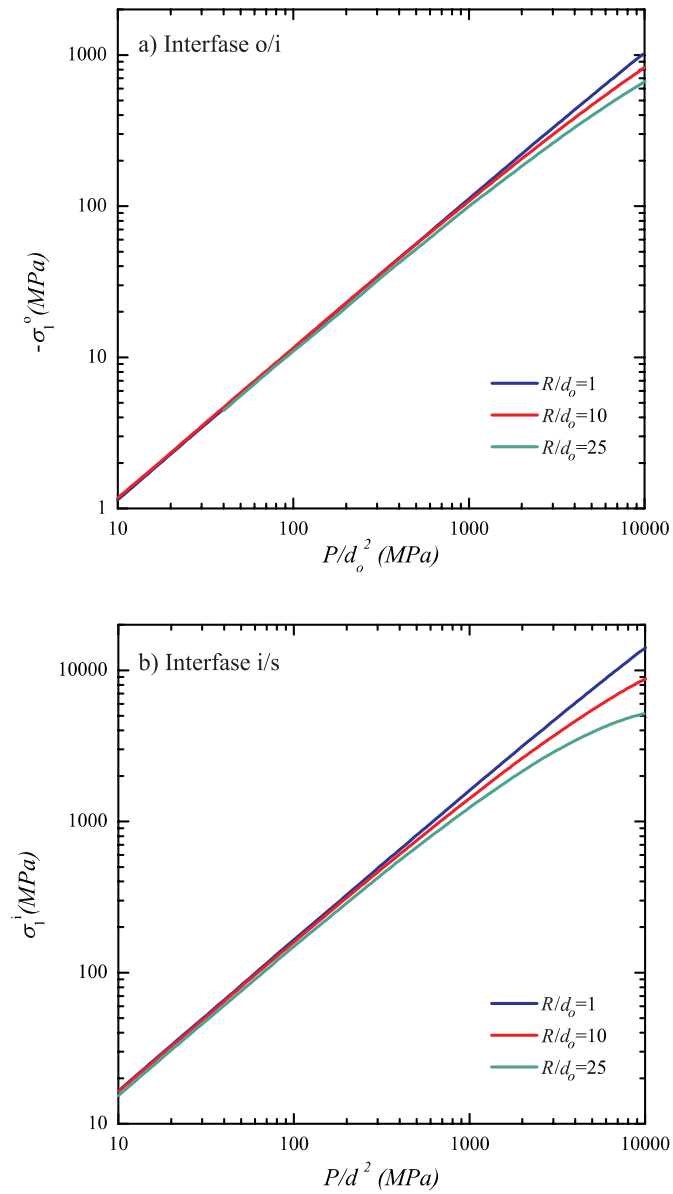 a) Interfase o/i
1000
100
10
1
-σ₁ᵒ (MPa)
R/dₒ=1
R/dₒ=10
R/dₒ=25
10 100 1000 10000
P/dₒ² (MPa)
b) Interfase i/s
10000
1000
100
10
σ₁ⁱ (MPa)
R/dₒ=1
R/dₒ=10
R/dₒ=25
10 100 1000 10000
P/d² (MPa)